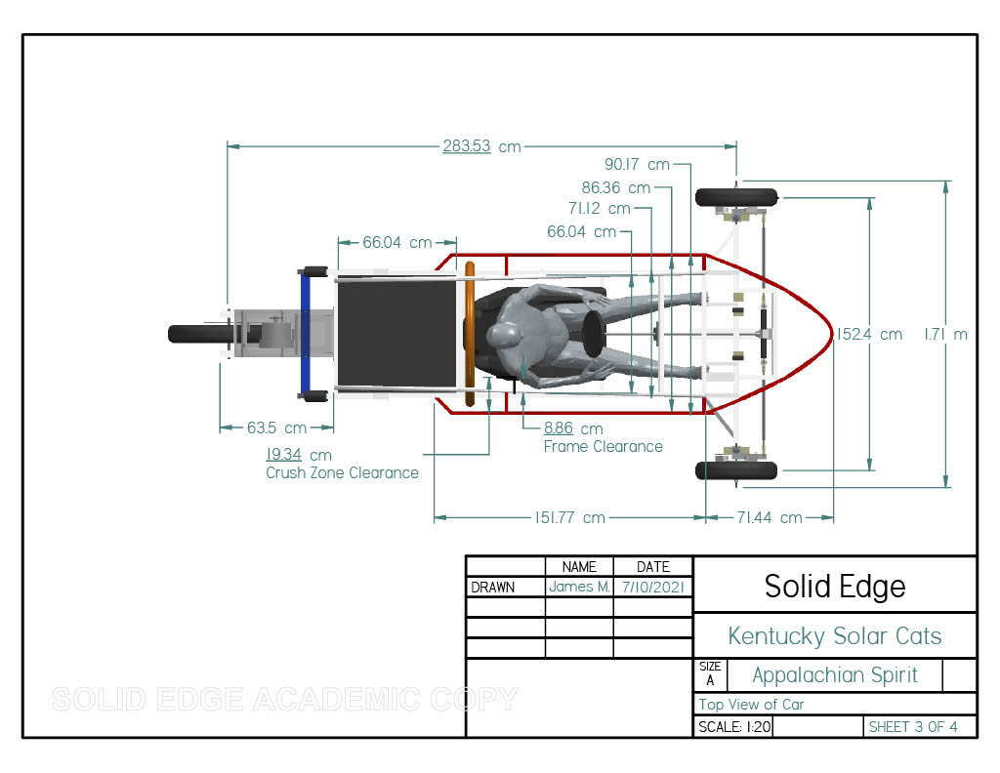 283.53 cm
90.17 cm
86.36 cm
71.12 cm
66.04 cm
66.04 cm
152.4 cm
1.71 m
63.5 cm
8.86 cm
Frame Clearance
19.34 cm
Crush Zone Clearance
151.77 cm
71.44 cm
NAME
DATE
DRAWN
James M.
7/10/2021
Solid Edge
Kentucky Solar Cats
SIZE
A
Appalachian Spirit
Top View of Car
SCALE: 1:20
SHEET 3 OF 4
SOLID EDGE ACADEMIC COPY